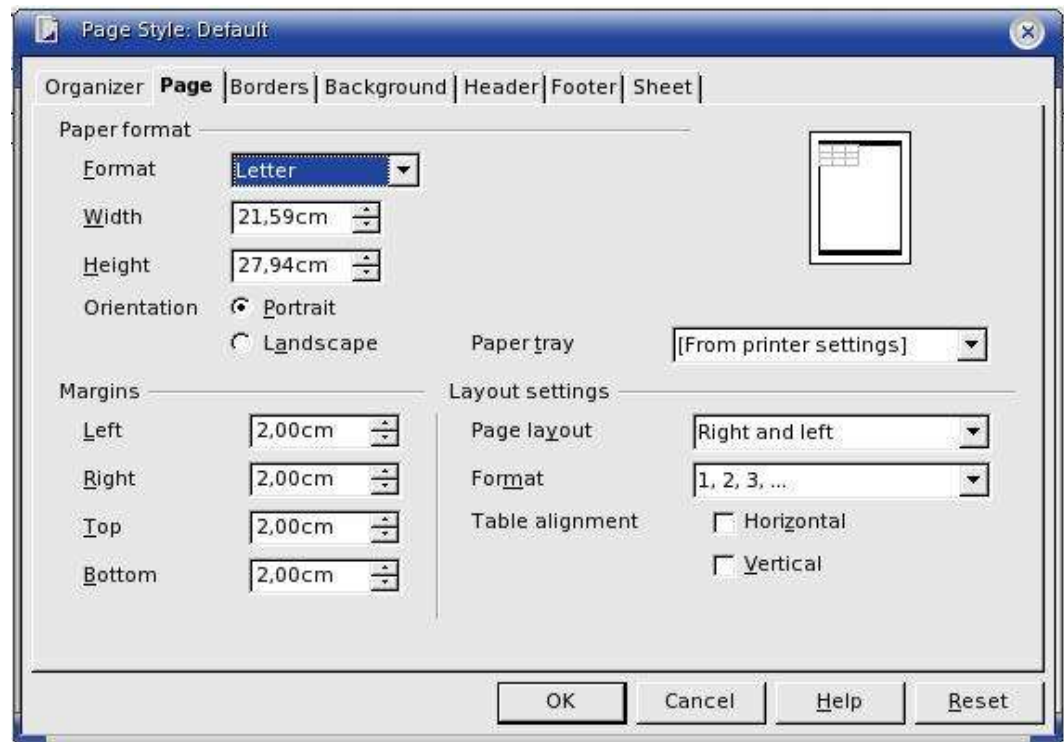 Page Style: Default
Organizer Page Borders Background Header Footer Sheet
Paper format
Format Letter
Width 21,59cm
Height 27,94cm
Orientation Portrait
Landscape
Paper tray [From printer settings]
Margins
Left 2,00cm
Right 2,00cm
Top 2,00cm
Bottom 2,00cm
Layout settings
Page layout Right and left
Format 1, 2, 3, ...
Table alignment Horizontal
Vertical
OK Cancel Help Reset